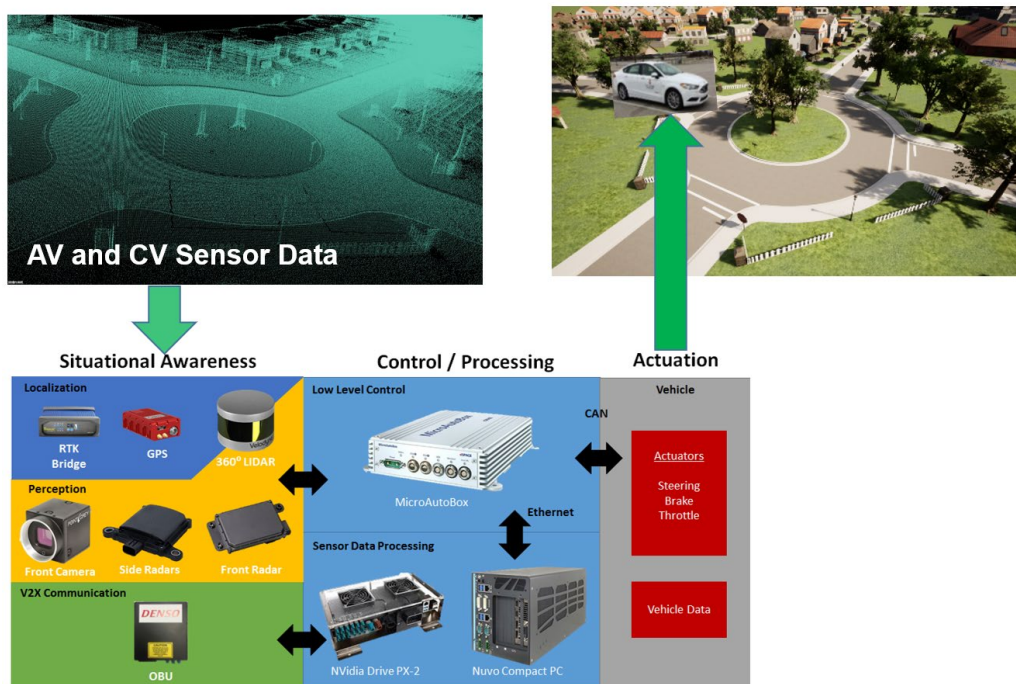 AV and CV Sensor Data
Situational Awareness
Control / Processing
Actuation
Localization
RTK
Bridge
GPS
360⁰ LIDAR
Perception
Front Camera
Side Radars
Front Radar
V2X Communication
DENSO
OBU
Low Level Control
MicroAutoBox
MicroAutoBox
CAN
Ethernet
Sensor Data Processing
NVidia Drive PX-2
Nuvo Compact PC
Vehicle
Actuators
Steering
Brake
Throttle
Vehicle Data